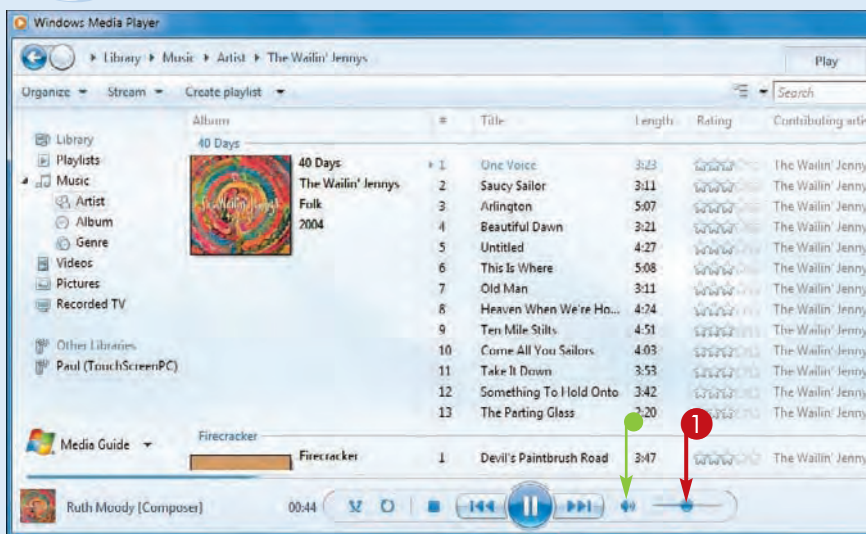 Windows Media Player
Library Music Artist The Wailin' Jennys
Play
Organize Stream Create playlist
Search
Album # Title Length Rating Contributing arti
Library
Playlists
Music
Artist
Album
Genre
Videos
Pictures
Recorded TV
Other Libraries
Paul (TouchScreenPC)
40 Days
40 Days
The Wailin' Jennys
Folk
2004
1 One Voice 3:23 The Wailin' Jenny
2 Saucy Sailor 3:11 The Wailin' Jenny
3 Arlington 5:07 The Wailin' Jenny
4 Beautiful Dawn 3:21 The Wailin' Jenny
5 Untitled 4:27 The Wailin' Jenny
6 This Is Where 5:08 The Wailin' Jenny
7 Old Man 3:11 The Wailin' Jenny
8 Heaven When We're Ho... 4:24 The Wailin' Jenny
9 Ten Mile Stilts 4:51 The Wailin' Jenny
10 Come All You Sailors 4:03 The Wailin' Jenny
11 Take It Down 3:53 The Wailin' Jenny
12 Something To Hold Onto 3:42 The Wailin' Jenny
13 The Parting Glass :20 The Wailin' Jenny
1
Media Guide
Firecracker
Firecracker
1 Devil's Paintbrush Road 3:47 The Wailin' Jenny
Ruth Moody [Composer] 00:44